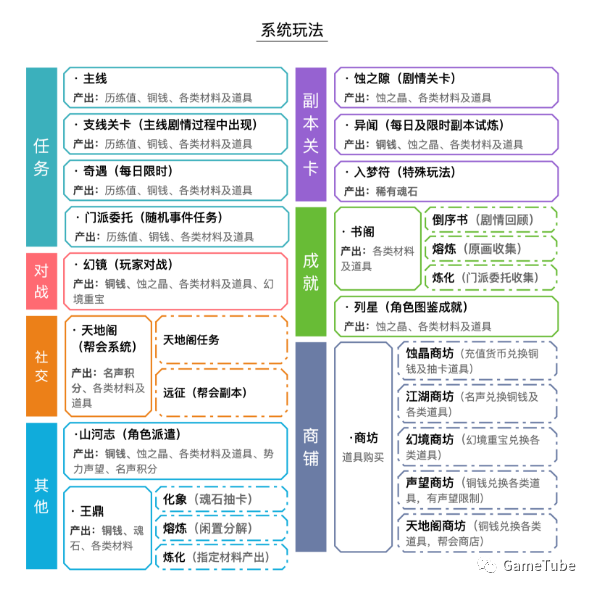 系统玩法
任务
· 主线
产出：历练值、铜钱、各类材料及道具
· 支线关卡（主线剧情过程中出现）
产出：历练值、铜钱、各类材料及道具
· 奇遇（每日限时）
产出：历练值、铜钱、各类材料及道具
· 门派委托（随机事件任务）
产出：历练值、铜钱、各类材料及道具
对战
· 幻镜（玩家对战）
产出：铜钱、蚀之晶、各类材料及道具、幻
境重宝
社交
· 天地阁
（帮会系统）
产出：名声积
分、各类材料及
道具
天地阁任务
远征（帮会副本）
其他
· 山河志（角色派遣）
产出：铜钱、蚀之晶、各类材料及道具、势
力声望、名声积分
· 王鼎
产出：铜钱、魂
石、各类材料
化象（魂石抽卡）
熔炼（闲置分解）
炼化（指定材料产出）
副本关卡
· 蚀之隙（剧情关卡）
产出：蚀之晶、各类材料及道具
· 异闻（每日及限时副本试炼）
产出：铜钱、蚀之晶、各类材料及道具
· 入梦符（特殊玩法）
产出：稀有魂石
成就
· 书阁
产出：各类材料
及道具
倒序书（剧情回顾）
熔炼（原画收集）
炼化（门派委托收集）
· 列星（角色图鉴成就）
产出：蚀之晶、各类材料及道具
商铺
·商坊
道具购买
蚀晶商坊（充值货币兑换铜
钱及抽卡道具）
江湖商坊（名声兑换铜钱及
各类道具）
幻境商坊（幻境重宝兑换各
类道具）
声望商坊（铜钱兑换各类道
具，有声望限制）
天地阁商坊（铜钱兑换各类
道具，帮会商店）
GameTube